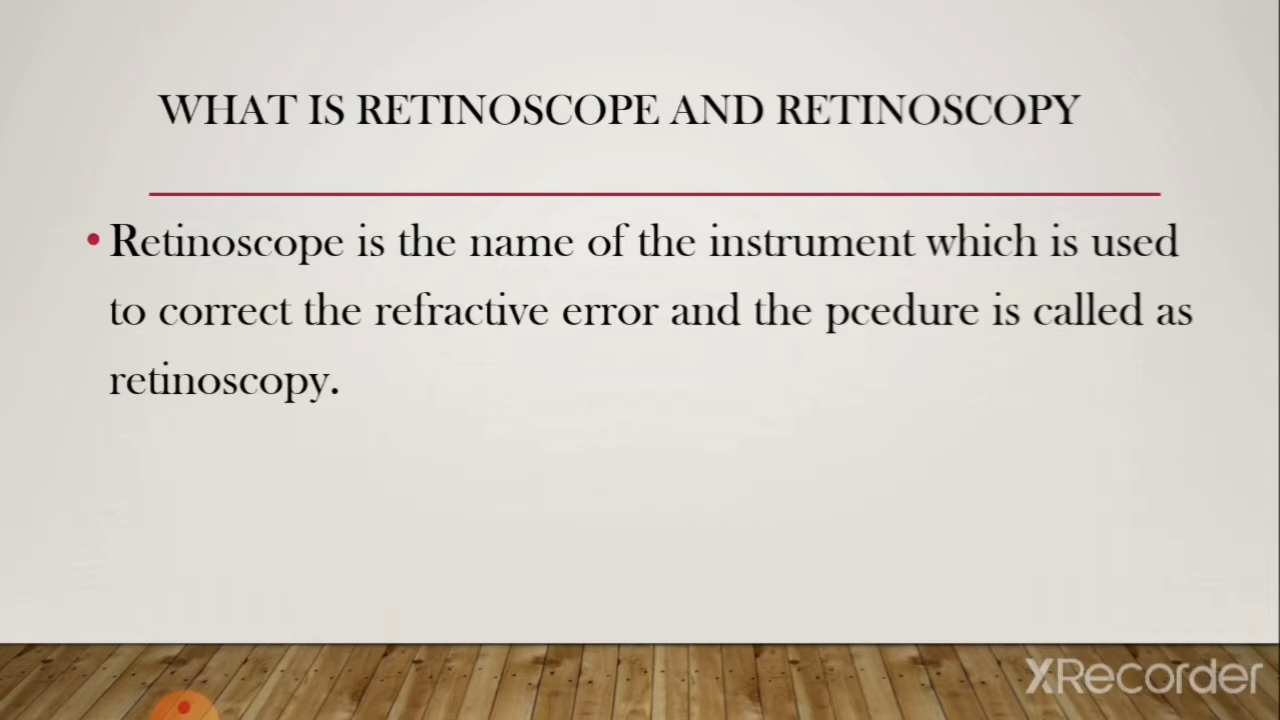 WHAT IS RETINOSCOPE AND RETINOSCOPY
• Retinoscope is the name of the instrument which is used
to correct the refractive error and the pcedure is called as
retinoscopy.
XRecorder